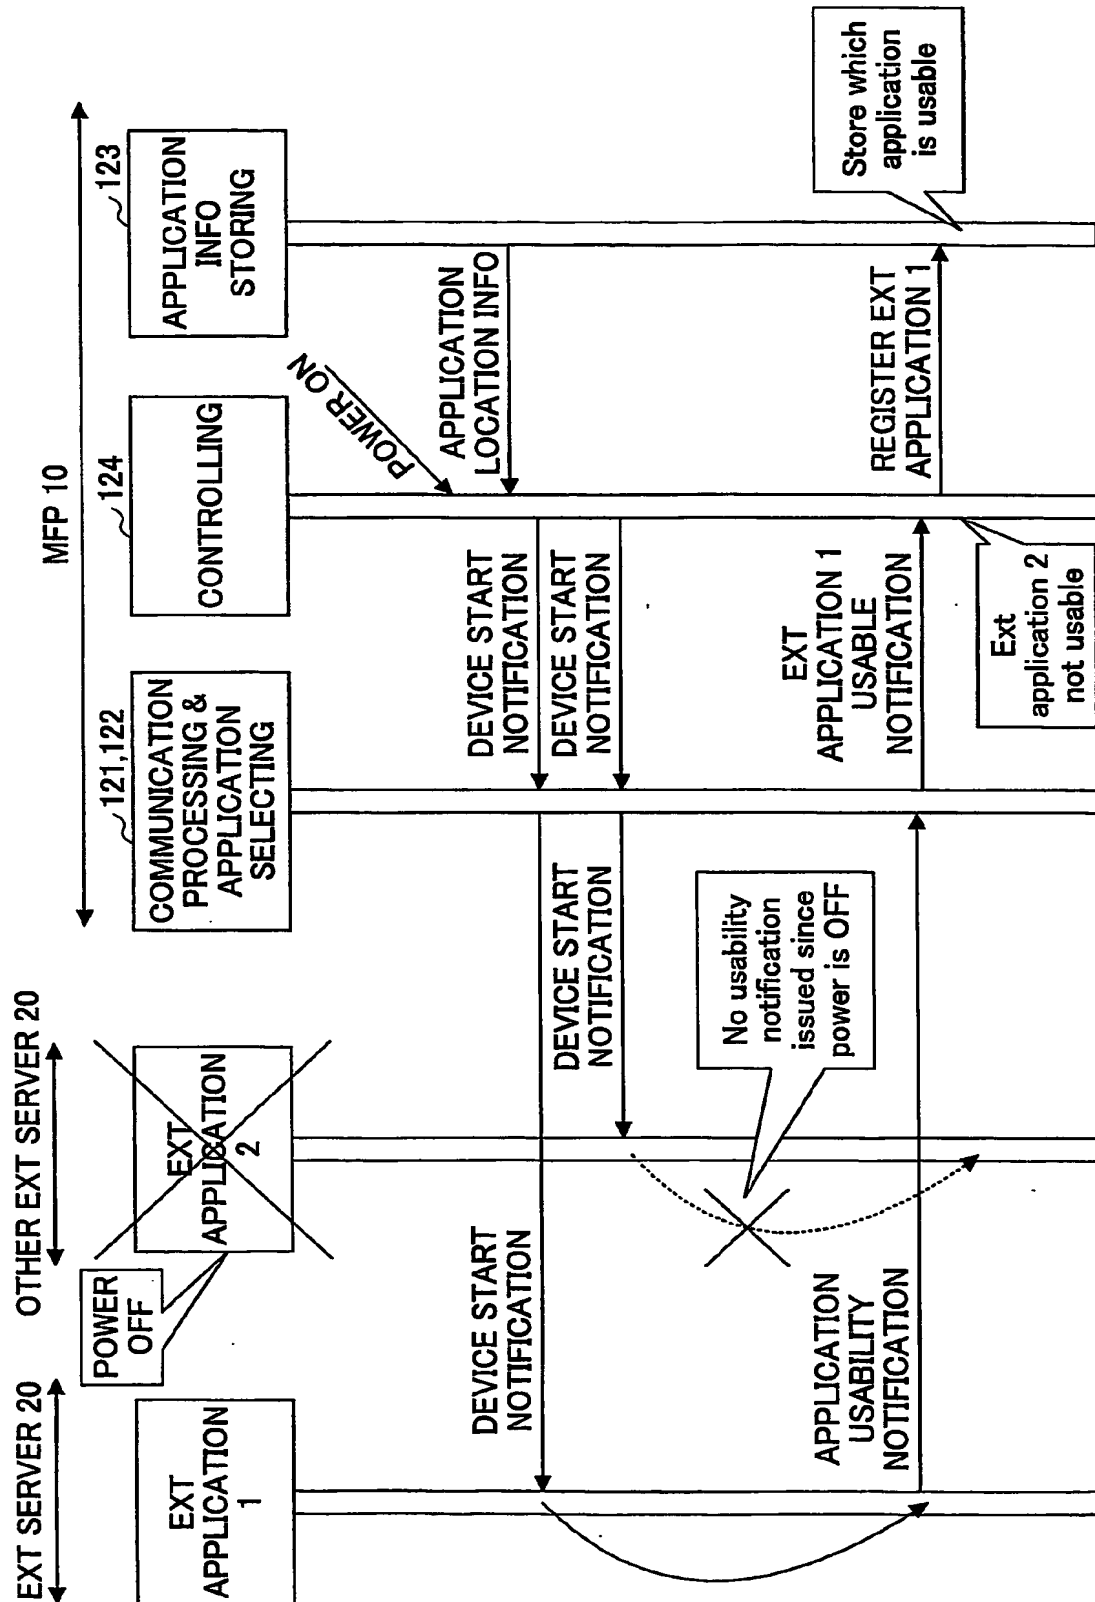 EXT SERVER 20
OTHER EXT SERVER 20
MFP 10
EXT
APPLICATION
1
POWER
OFF
EXT
APPLICATION
2
121,122
COMMUNICATION
PROCESSING &
APPLICATION
SELECTING
124
CONTROLLING
123
APPLICATION
INFO
STORING
POWER ON
APPLICATION
LOCATION INFO
DEVICE START
NOTIFICATION
DEVICE START
NOTIFICATION
DEVICE START
NOTIFICATION
DEVICE START
NOTIFICATION
No usability
notification
issued since
power is OFF
APPLICATION
USABILITY
NOTIFICATION
EXT
APPLICATION 1
USABLE
NOTIFICATION
REGISTER EXT
APPLICATION 1
Ext
application 2
not usable
Store which
application
is usable